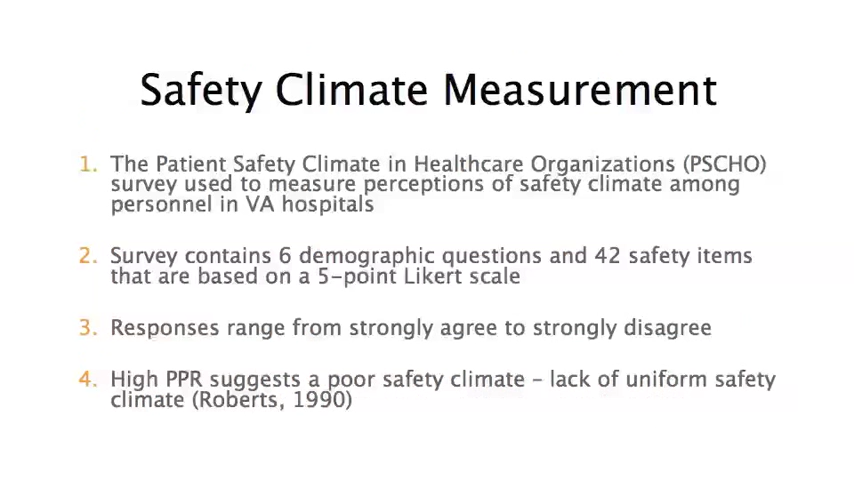 Safety Climate Measurement
1. The Patient Safety Climate in Healthcare Organizations (PSCHO)
survey used to measure perceptions of safety climate among
personnel in VA hospitals
2. Survey contains 6 demographic questions and 42 safety items
that are based on a 5-point Likert scale
3. Responses range from strongly agree to strongly disagree
4. High PPR suggests a poor safety climate – lack of uniform safety
climate (Roberts, 1990)